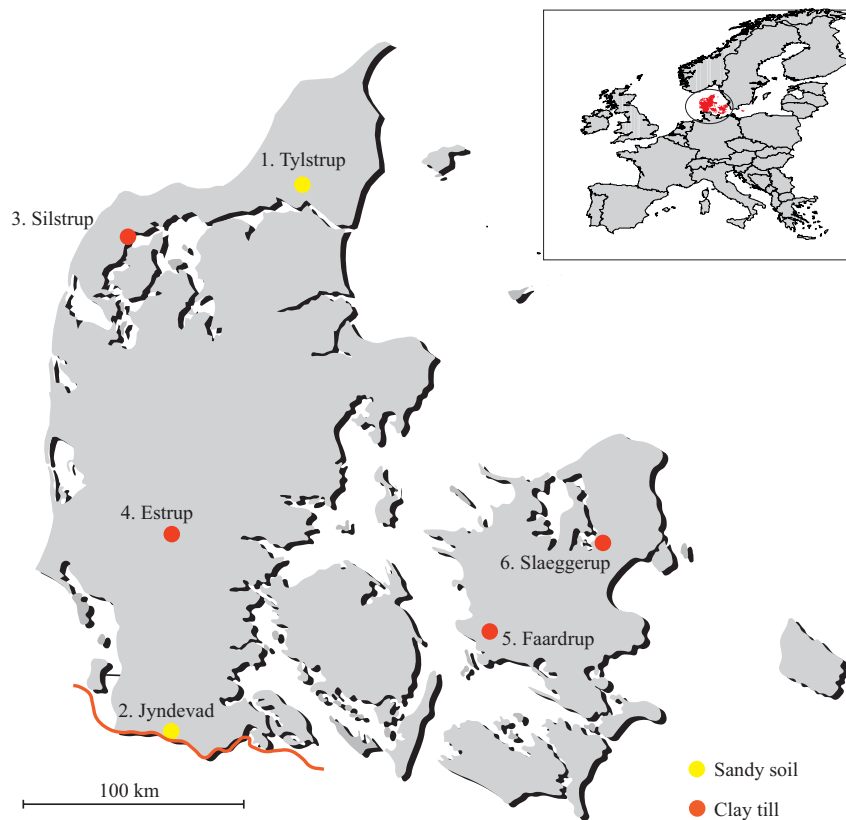 1. Tylstrup
3. Silstrup
4. Estrup
6. Slaeggerup
5. Faardrup
2. Jyndevad
100 km
Sandy soil
Clay till